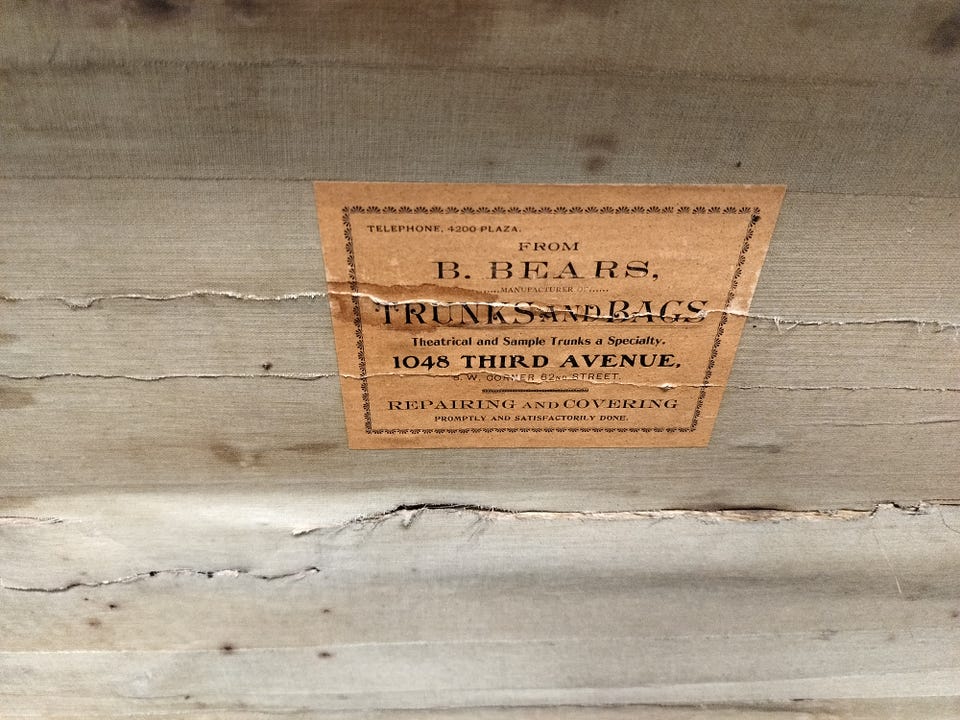 TELEPHONE, 4200 PLAZA.
FROM
B. BEARS,
.....MANUFACTURER OF......
TRUNKS AND BAGS
Theatrical and Sample Trunks a Specialty.
1048 THIRD AVENUE,
S. W. CORNER 62ND STREET.
REPAIRING AND COVERING
PROMPTLY AND SATISFACTORILY DONE.